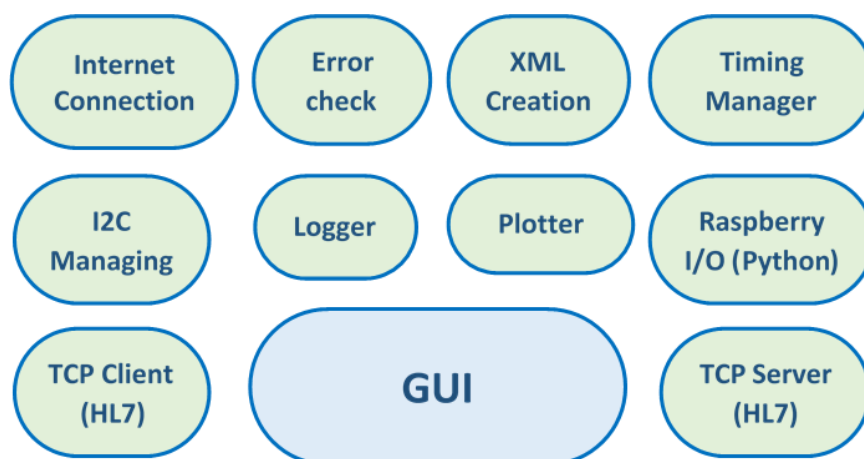 Internet
Connection
Error
check
XML
Creation
Timing
Manager
I2C
Managing
Logger
Plotter
Raspberry
I/O (Python)
TCP Client
(HL7)
GUI
TCP Server
(HL7)